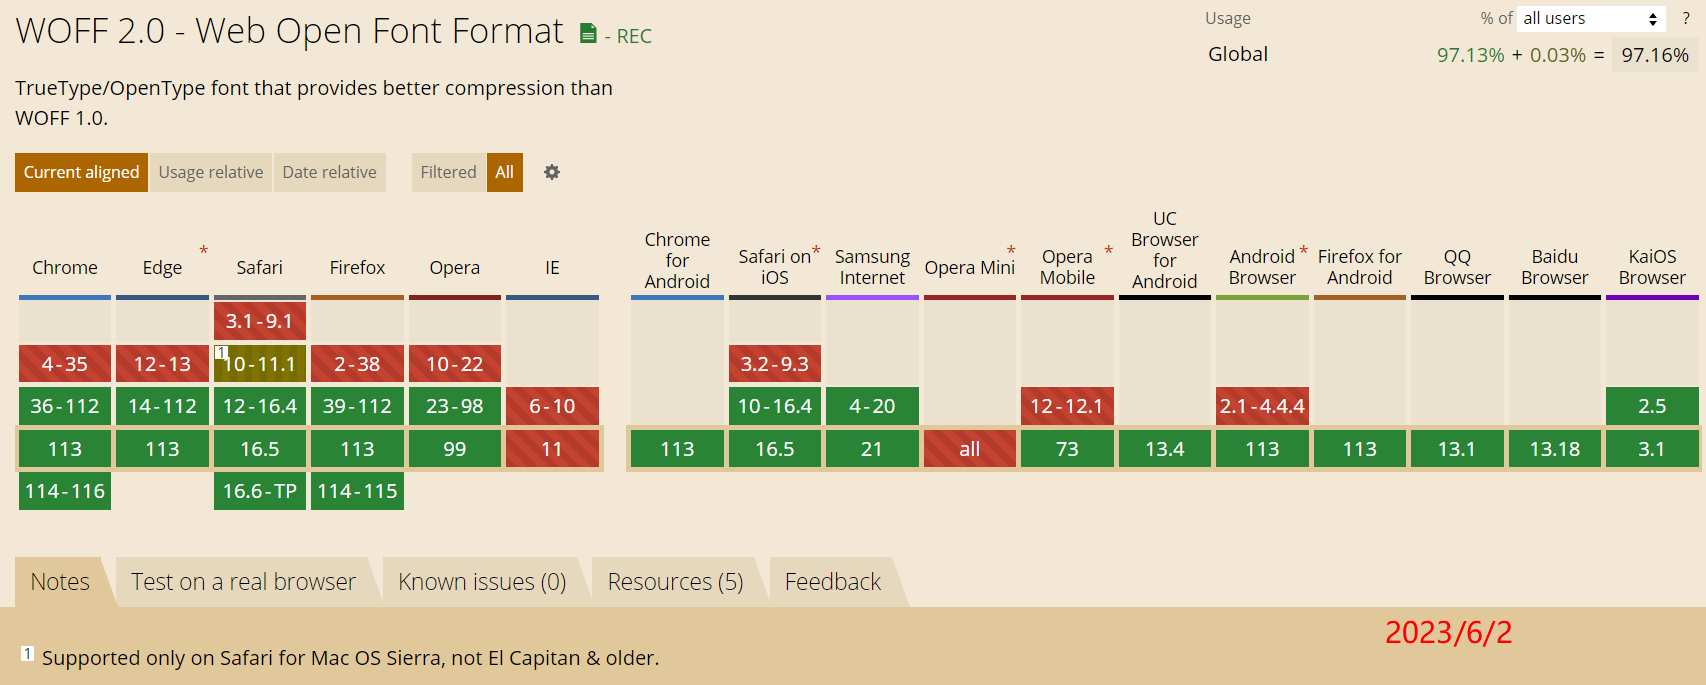 WOFF 2.0 - Web Open Font Format - REC
Usage % of all users ?
Global 97.13% + 0.03% = 97.16%
TrueType/OpenType font that provides better compression than
WOFF 1.0.
Current aligned Usage relative Date relative Filtered All
Chrome Edge * Safari Firefox Opera IE
Chrome for Android Safari on iOS * Samsung Internet Opera Mini * Opera Mobile * UC Browser for Android Android Browser * Firefox for Android QQ Browser Baidu Browser KaiOS Browser
3.1-9.1
4-35 12-13 1 10-11.1 2-38 10-22 3.2-9.3
36-112 14-112 12-16.4 39-112 23-98 6-10 10-16.4 4-20 12-12.1 2.1-4.4.4 2.5
113 113 16.5 113 99 11 113 16.5 21 all 73 13.4 113 113 13.1 13.18 3.1
114-116 16.6-TP 114-115
Notes Test on a real browser Known issues (0) Resources (5) Feedback
2023/6/2
1 Supported only on Safari for Mac OS Sierra, not El Capitan & older.